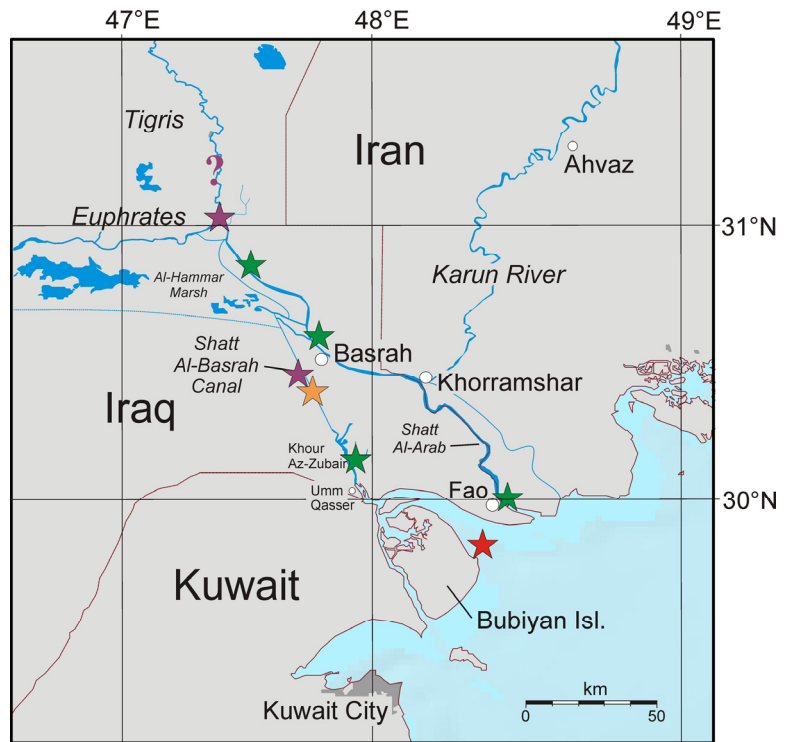 47°E 48°E 49°E
Tigris
Iran
Ahvaz
?
Euphrates
31°N
Al-Hammar
Marsh
Karun River
Shatt
Al-Basrah
Canal
Basrah
Khorramshar
Iraq
Shatt
Al-Arab
Khour
Az-Zubair
Umm
Qasser
Fao
30°N
Kuwait
Bubiyan Isl.
km
0 50
Kuwait City